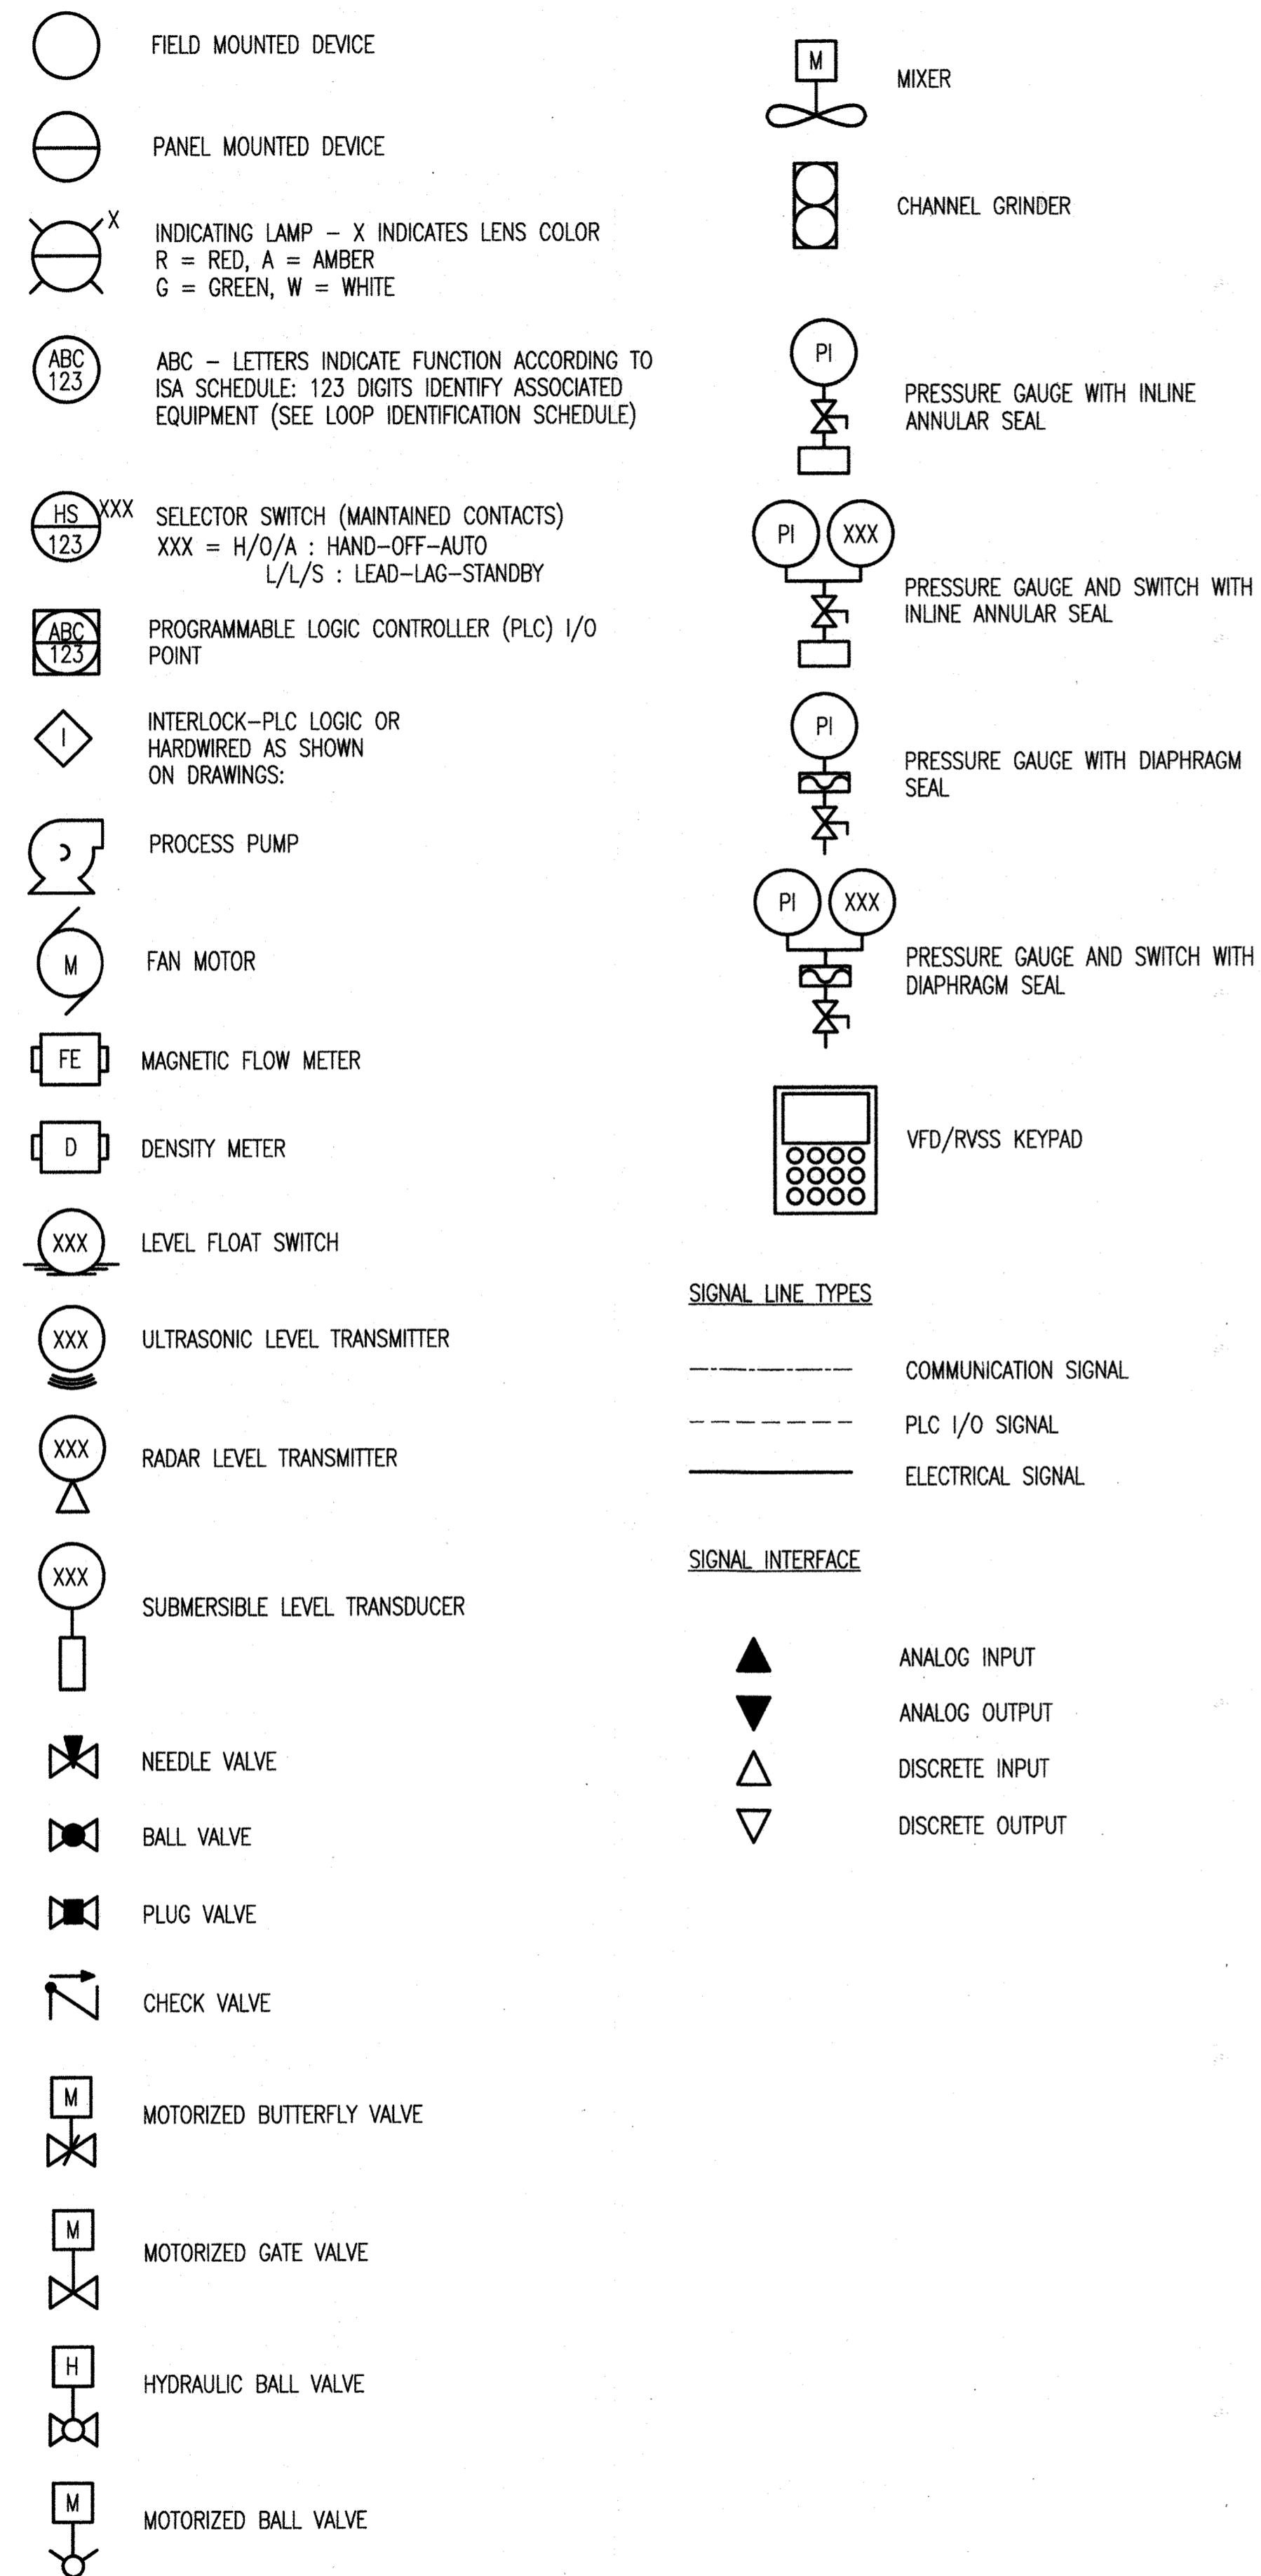 FIELD MOUNTED DEVICE
PANEL MOUNTED DEVICE
X
INDICATING LAMP – X INDICATES LENS COLOR
R = RED, A = AMBER
G = GREEN, W = WHITE
ABC
123
ABC – LETTERS INDICATE FUNCTION ACCORDING TO
ISA SCHEDULE: 123 DIGITS IDENTIFY ASSOCIATED
EQUIPMENT (SEE LOOP IDENTIFICATION SCHEDULE)
HS
123
XXX
SELECTOR SWITCH (MAINTAINED CONTACTS)
XXX = H/O/A : HAND–OFF–AUTO
L/L/S : LEAD–LAG–STANDBY
ABC
123
PROGRAMMABLE LOGIC CONTROLLER (PLC) I/O
POINT
I
INTERLOCK–PLC LOGIC OR
HARDWIRED AS SHOWN
ON DRAWINGS:
PROCESS PUMP
M
FAN MOTOR
FE
MAGNETIC FLOW METER
D
DENSITY METER
XXX
LEVEL FLOAT SWITCH
XXX
ULTRASONIC LEVEL TRANSMITTER
XXX
RADAR LEVEL TRANSMITTER
XXX
SUBMERSIBLE LEVEL TRANSDUCER
NEEDLE VALVE
BALL VALVE
PLUG VALVE
CHECK VALVE
M
MOTORIZED BUTTERFLY VALVE
M
MOTORIZED GATE VALVE
H
HYDRAULIC BALL VALVE
M
MOTORIZED BALL VALVE
M
MIXER
CHANNEL GRINDER
PI
PRESSURE GAUGE WITH INLINE
ANNULAR SEAL
PI XXX
PRESSURE GAUGE AND SWITCH WITH
INLINE ANNULAR SEAL
PI
PRESSURE GAUGE WITH DIAPHRAGM
SEAL
PI XXX
PRESSURE GAUGE AND SWITCH WITH
DIAPHRAGM SEAL
VFD/RVSS KEYPAD
SIGNAL LINE TYPES
COMMUNICATION SIGNAL
PLC I/O SIGNAL
ELECTRICAL SIGNAL
SIGNAL INTERFACE
ANALOG INPUT
ANALOG OUTPUT
DISCRETE INPUT
DISCRETE OUTPUT